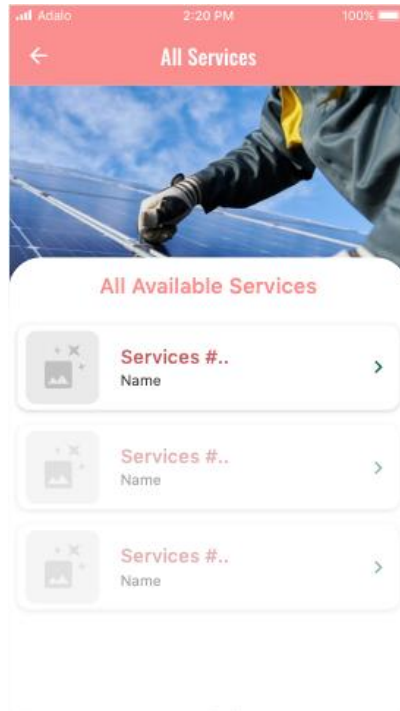 Adalo 2:20 PM 100%
All Services
All Available Services
Services #..
Name
Services #..
Name
Services #..
Name